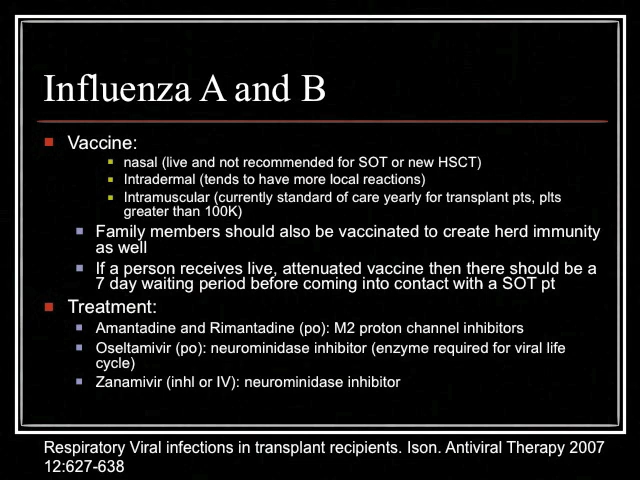 Influenza A and B
Vaccine:
nasal (live and not recommended for SOT or new HSCT)
Intradermal (tends to have more local reactions)
Intramuscular (currently standard of care yearly for transplant pts, plts
greater than 100K)
Family members should also be vaccinated to create herd immunity
as well
If a person receives live, attenuated vaccine then there should be a
7 day waiting period before coming into contact with a SOT pt
Treatment:
Amantadine and Rimantadine (po): M2 proton channel inhibitors
Oseltamivir (po): neurominidase inhibitor (enzyme required for viral life
cycle)
Zanamivir (inhl or IV): neurominidase inhibitor
Respiratory Viral infections in transplant recipients. Ison. Antiviral Therapy 2007
12:627-638